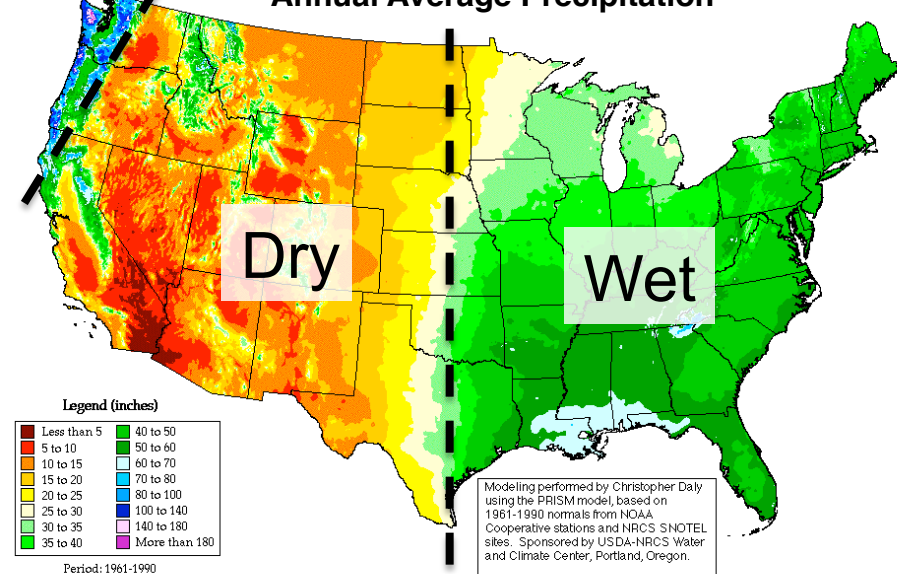 Annual Average Precipitation
Dry
Wet
Legend (inches)
Less than 5
5 to 10
10 to 15
15 to 20
20 to 25
25 to 30
30 to 35
35 to 40
40 to 50
50 to 60
60 to 70
70 to 80
80 to 100
100 to 140
140 to 180
More than 180
Period: 1961-1990
Modeling performed by Christopher Daly
using the PRISM model, based on
1961-1990 normals from NOAA
Cooperative stations and NRCS SNOTEL
sites. Sponsored by USDA-NRCS Water
and Climate Center, Portland, Oregon.